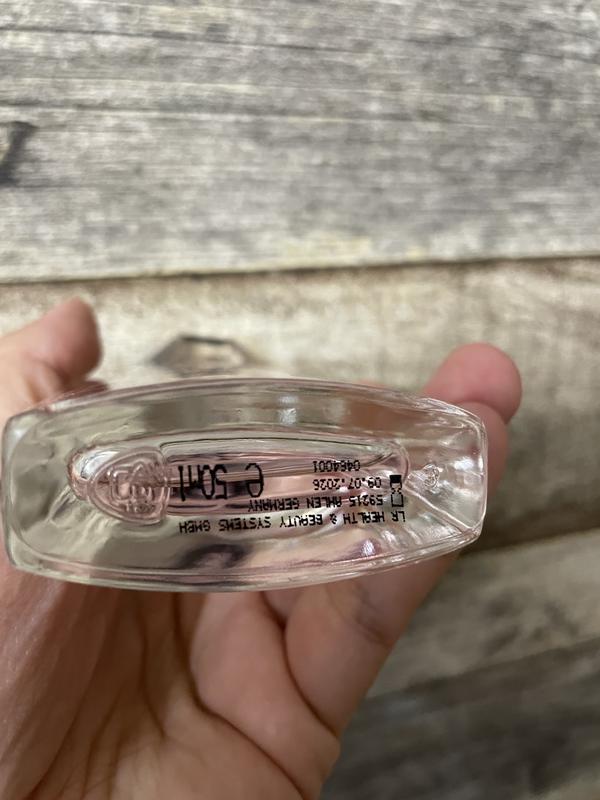 LR HEALTH & BEAUTY SYSTEMS GMBH
59215 AHLEN GERMANY
09.07.2026
0464001
e 50ml